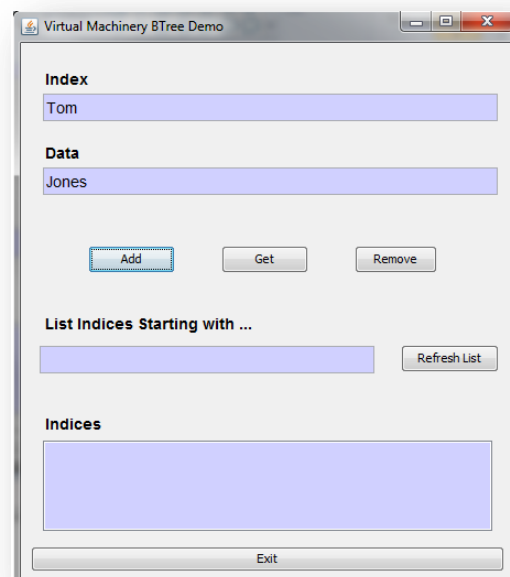 Virtual Machinery BTree Demo
Index
Tom
Data
Jones
Add Get Remove
List Indices Starting with ...
Refresh List
Indices
Exit